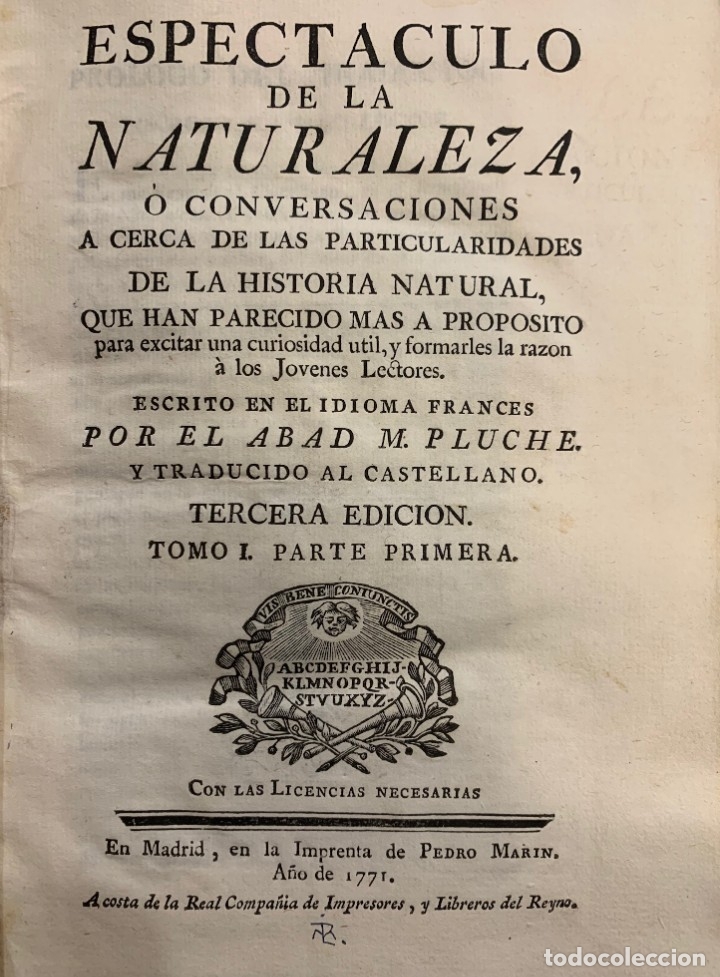 ESPECTACULO
DE LA
NATURALEZA,
Ò CONVERSACIONES
A CERCA DE LAS PARTICULARIDADES
DE LA HISTORIA NATURAL,
QUE HAN PARECIDO MAS A PROPOSITO
para excitar una curiosidad util, y formarles la razon
à los Jovenes Lectores.
ESCRITO EN EL IDIOMA FRANCES
POR EL ABAD M. PLUCHE.
Y TRADUCIDO AL CASTELLANO.
TERCERA EDICION.
TOMO I. PARTE PRIMERA.
VIS BENE CONIUNCTIS
ABCDEFGHIJ-
KLMNOPQR-
STVUXYZ-
CON LAS LICENCIAS NECESARIAS
En Madrid, en la Imprenta de PEDRO MARIN.
Año de 1771.
A costa de la Real Compañia de Impresores, y Libreros del Reyno.
todocoleccion
todocoleccion.net